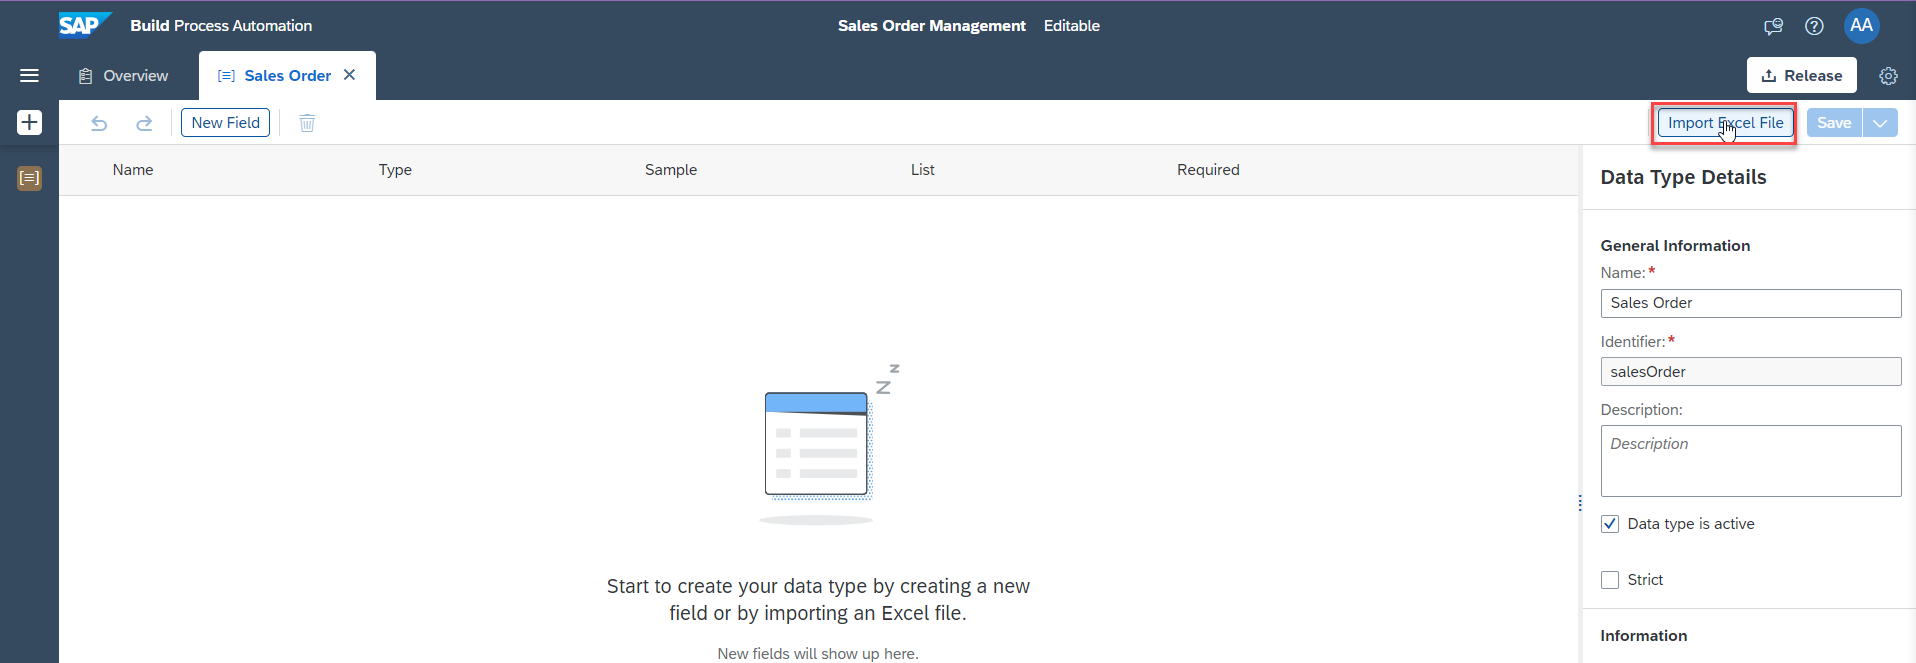 SAP Build Process Automation
Sales Order Management Editable
AA
Overview
Sales Order
Release
New Field
Import Excel File
Save
Name Type Sample List Required
Data Type Details
General Information
Name:*
Sales Order
Identifier:*
salesOrder
Description:
Description
Data type is active
Strict
Information
Z
Z
Start to create your data type by creating a new
field or by importing an Excel file.
New fields will show up here.